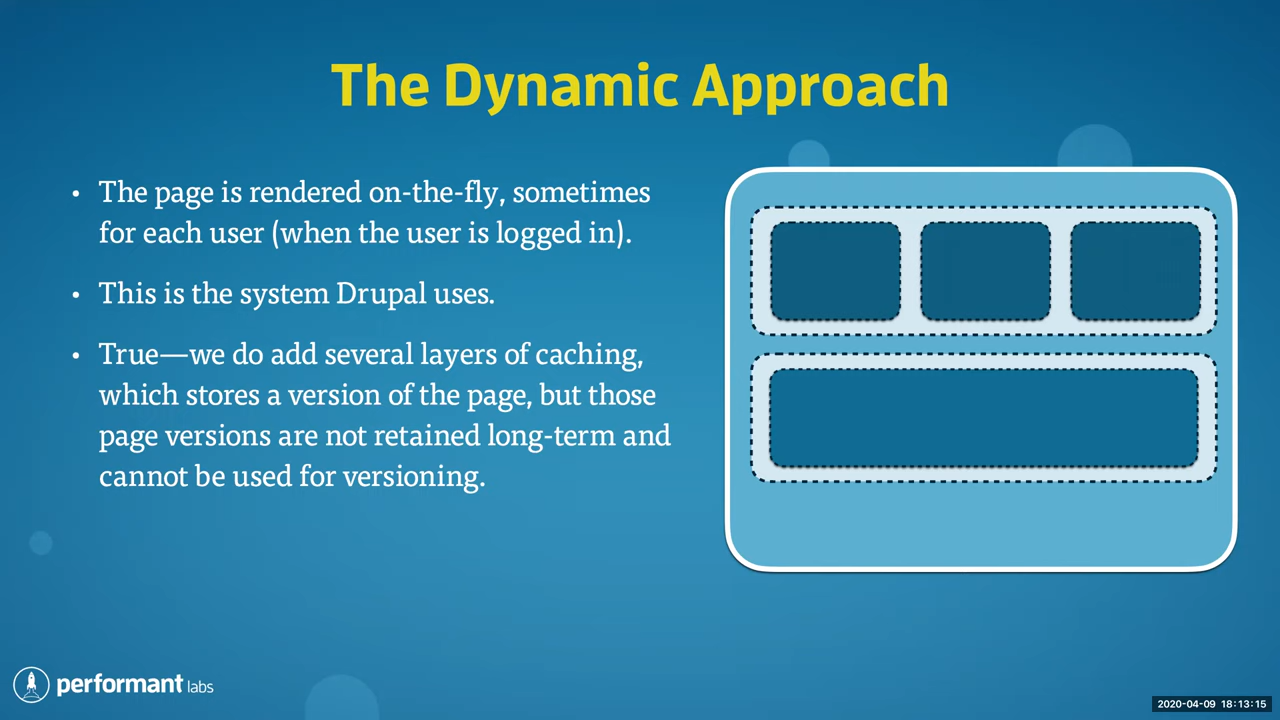 The Dynamic Approach
• The page is rendered on-the-fly, sometimes
for each user (when the user is logged in).
• This is the system Drupal uses.
• True—we do add several layers of caching,
which stores a version of the page, but those
page versions are not retained long-term and
cannot be used for versioning.
performant labs
2020-04-09 18:13:15